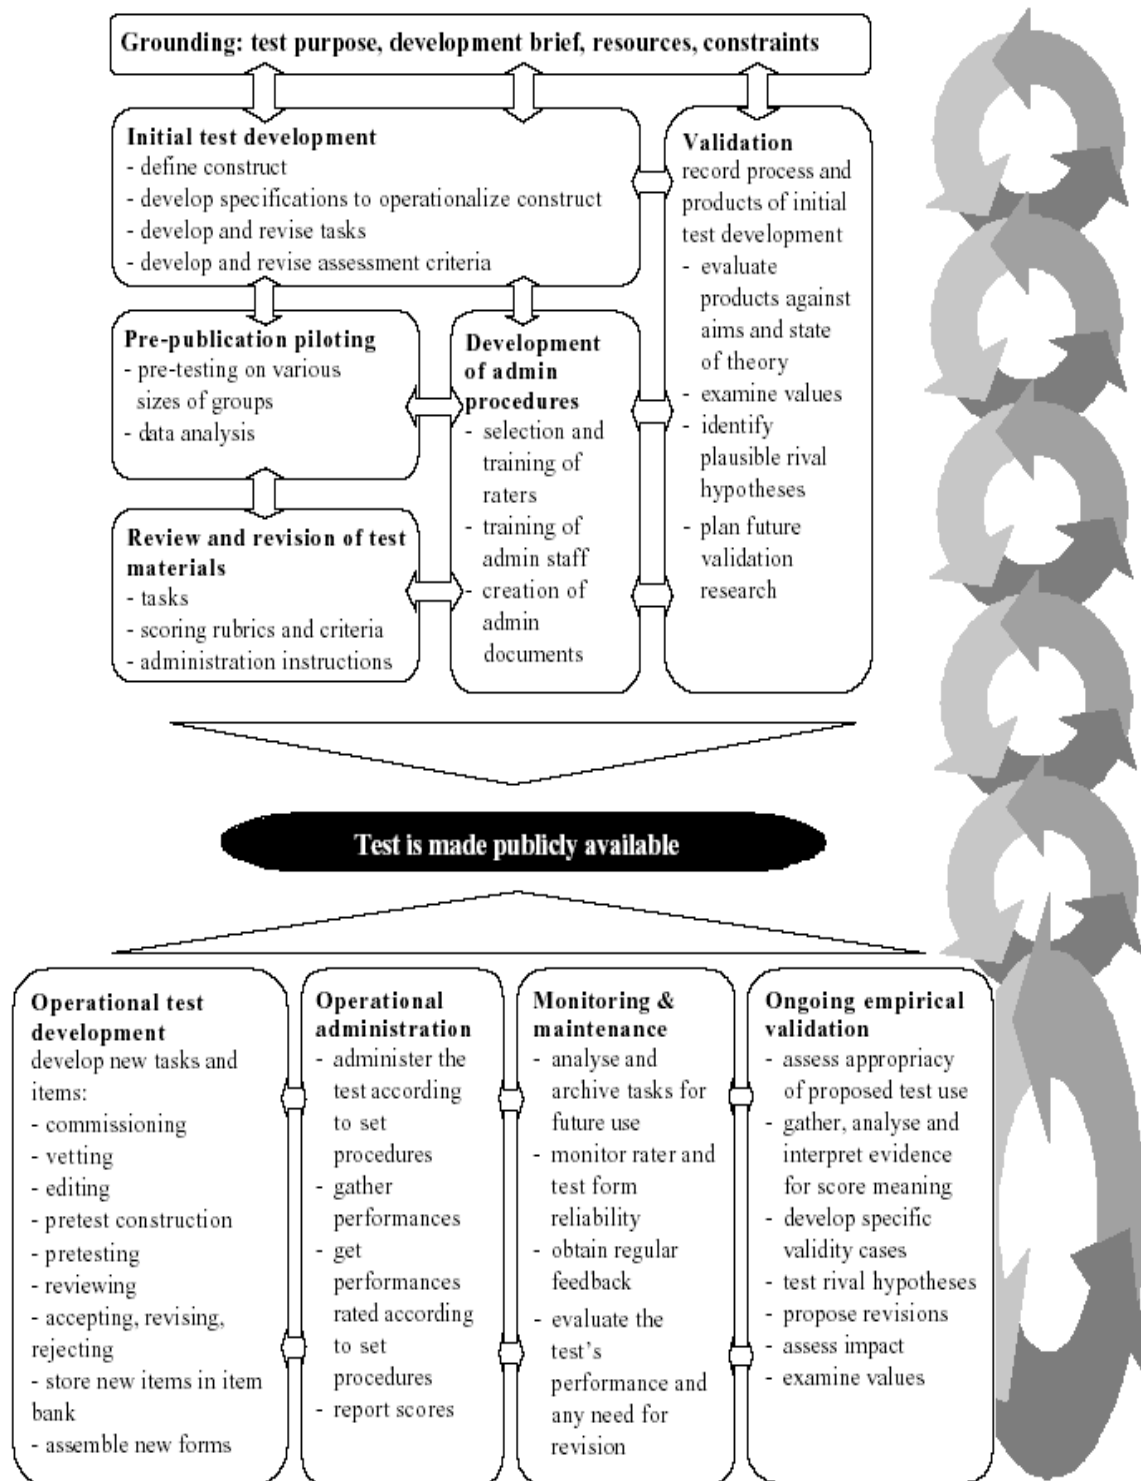 Grounding: test purpose, development brief, resources, constraints
Initial test development
- define construct
- develop specifications to operationalize construct
- develop and revise tasks
- develop and revise assessment criteria
Validation
record process and
products of initial
test development
- evaluate
products against
aims and state
of theory
- examine values
- identify
plausible rival
hypotheses
- plan future
validation
research
Pre-publication piloting
- pre-testing on various
sizes of groups
- data analysis
Development
of admin
procedures
- selection and
training of
raters
- training of
admin staff
- creation of
admin
documents
Review and revision of test
materials
- tasks
- scoring rubrics and criteria
- administration instructions
Test is made publicly available
Operational test
development
develop new tasks and
items:
- commissioning
- vetting
- editing
- pretest construction
- pretesting
- reviewing
- accepting, revising,
rejecting
- store new items in item
bank
- assemble new forms
Operational
administration
- administer the
test according
to set
procedures
- gather
performances
- get
performances
rated according
to set
procedures
- report scores
Monitoring &
maintenance
- analyse and
archive tasks for
future use
- monitor rater and
test form
reliability
- obtain regular
feedback
- evaluate the
test's
performance and
any need for
revision
Ongoing empirical
validation
- assess appropriacy
of proposed test use
- gather, analyse and
interpret evidence
for score meaning
- develop specific
validity cases
- test rival hypotheses
- propose revisions
- assess impact
- examine values